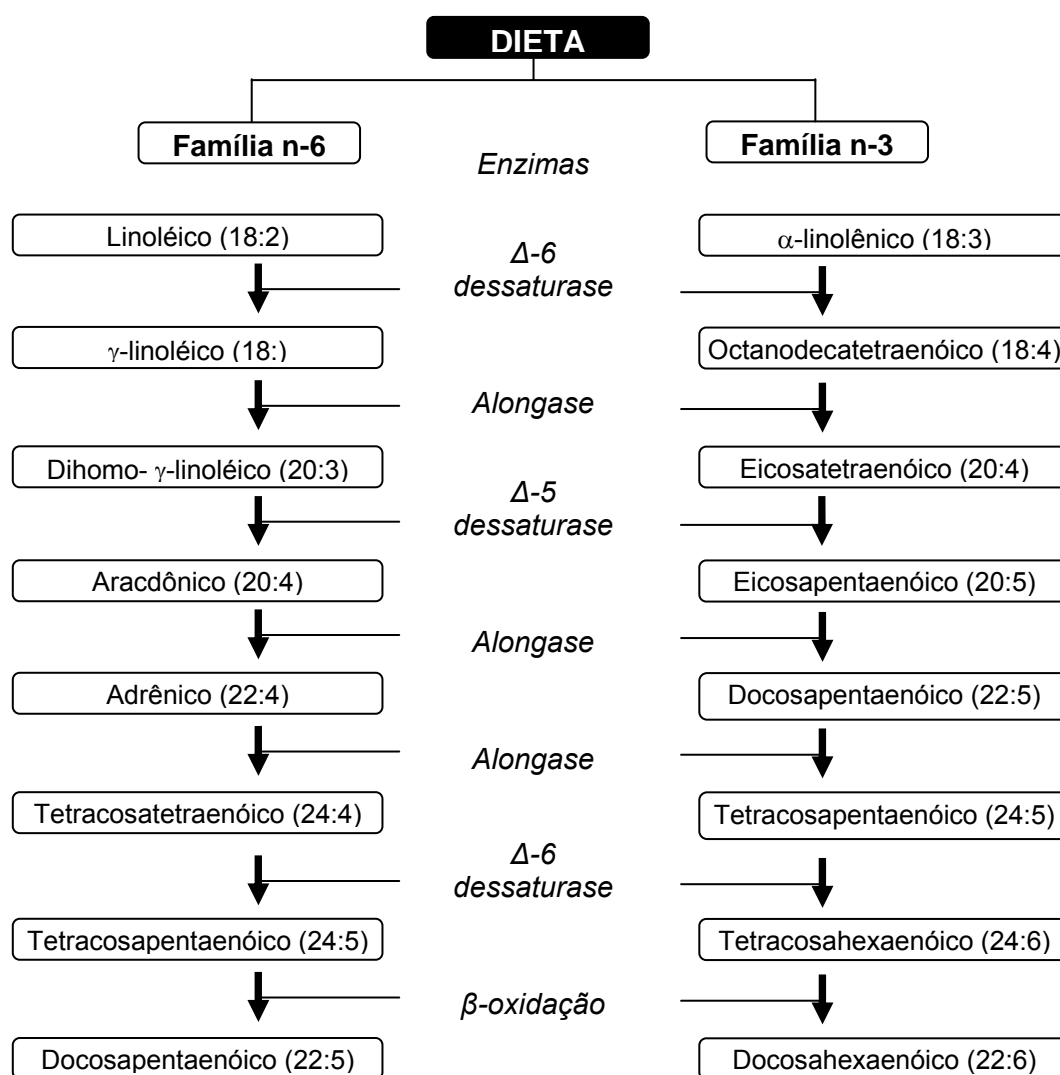 DIETA
Família n-6
Família n-3
Enzimas
Linoléico (18:2)
α-linolênico (18:3)
Δ-6
dessaturase
γ-linoléico (18:)
Octanodecatetraenóico (18:4)
Alongase
Dihomo- γ-linoléico (20:3)
Eicosatetraenóico (20:4)
Δ-5
dessaturase
Aracdônico (20:4)
Eicosapentaenóico (20:5)
Alongase
Adrênico (22:4)
Docosapentaenóico (22:5)
Alongase
Tetracosatetraenóico (24:4)
Tetracosapentaenóico (24:5)
Δ-6
dessaturase
Tetracosapentaenóico (24:5)
Tetracosahexaenóico (24:6)
β-oxidação
Docosapentaenóico (22:5)
Docosahexaenóico (22:6)